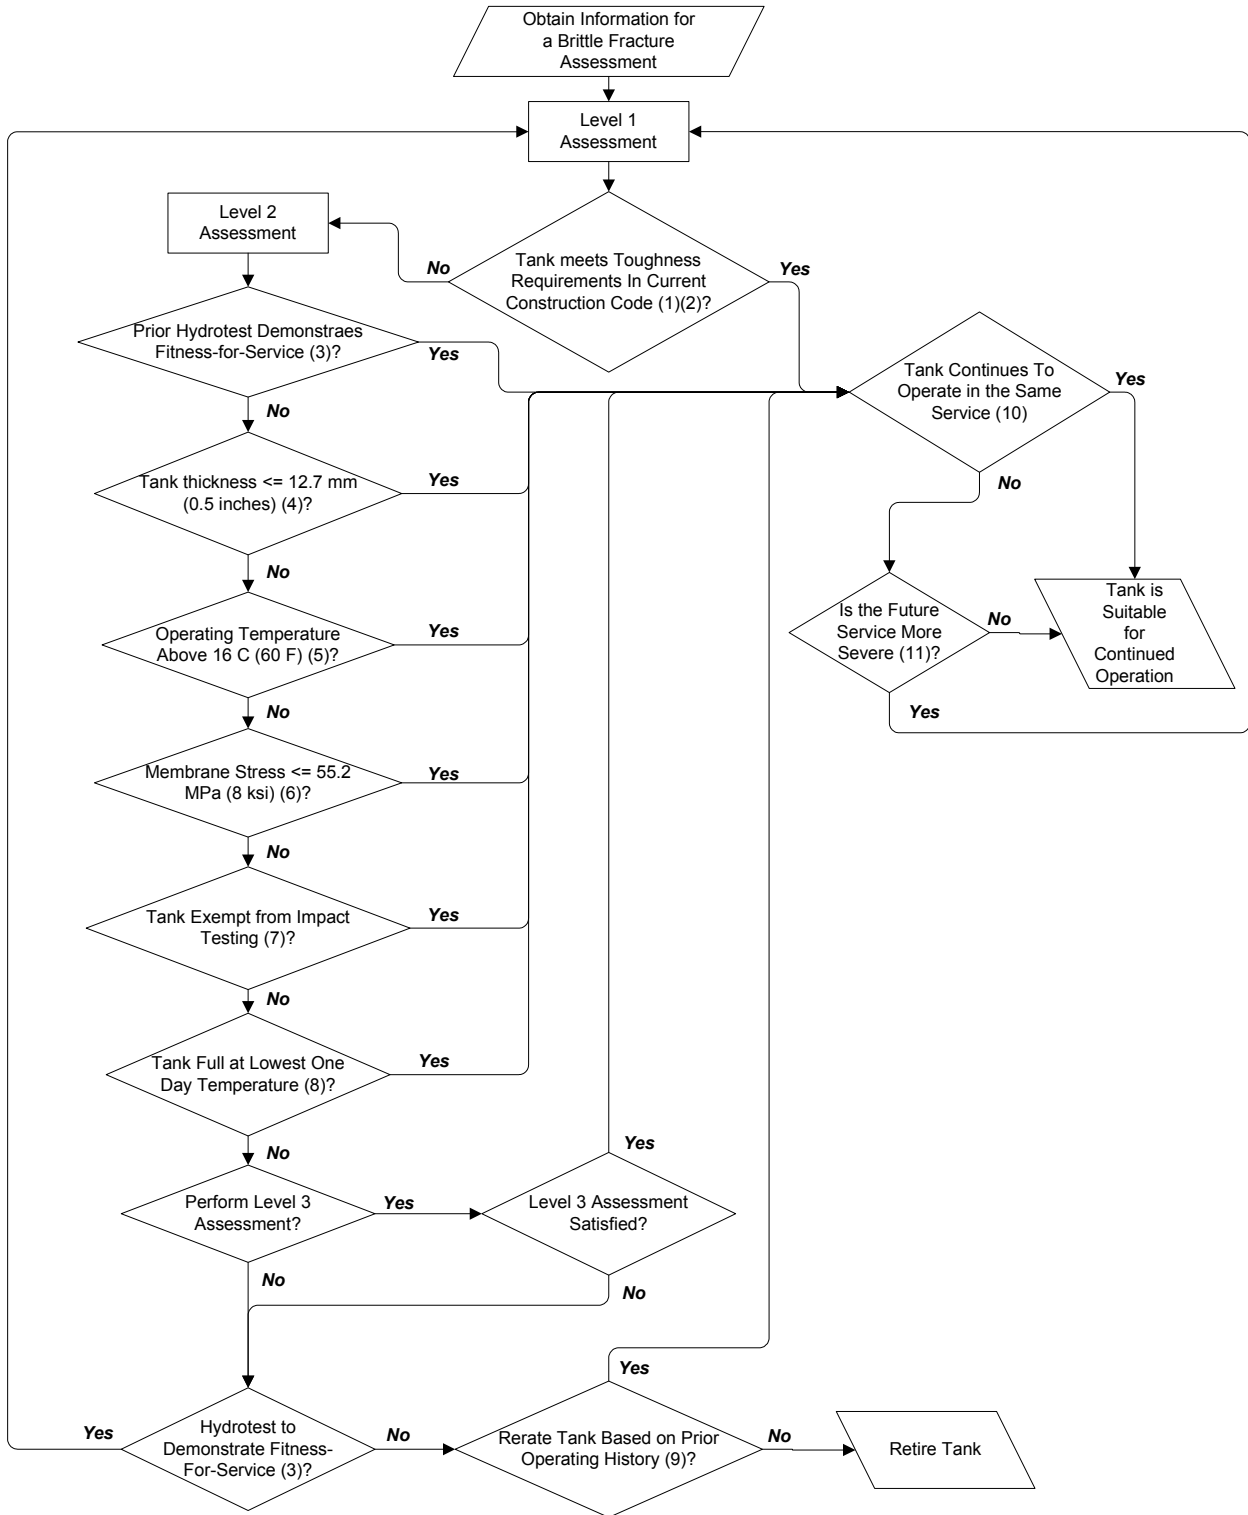 Obtain Information for
a Brittle Fracture
Assessment
Level 1
Assessment
Level 2
Assessment
Tank meets Toughness
Requirements In Current
Construction Code (1)(2)?
No
Yes
Prior Hydrotest Demonstraes
Fitness-for-Service (3)?
Yes
No
Tank Continues To
Operate in the Same
Service (10)
Yes
No
Tank thickness <= 12.7 mm
(0.5 inches) (4)?
Yes
No
Is the Future
Service More
Severe (11)?
No
Yes
Tank is
Suitable
for
Continued
Operation
Operating Temperature
Above 16 C (60 F) (5)?
Yes
No
Membrane Stress <= 55.2
MPa (8 ksi) (6)?
Yes
No
Tank Exempt from Impact
Testing (7)?
Yes
No
Tank Full at Lowest One
Day Temperature (8)?
Yes
No
Perform Level 3
Assessment?
Yes
No
Level 3 Assessment
Satisfied?
Yes
No
Hydrotest to
Demonstrate Fitness-
For-Service (3)?
Yes
No
Rerate Tank Based on Prior
Operating History (9)?
Yes
No
Retire Tank